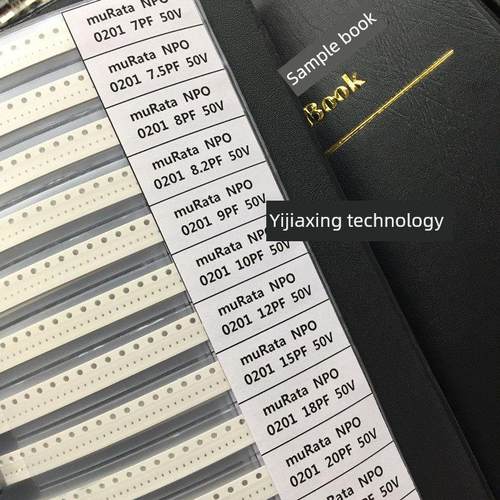 muRata NPO
0201 7PF 50V
muRata NPO
0201 7.5PF 50V
muRata NPO
0201 8PF 50V
muRata NPO
0201 8.2PF 50V
muRata NPO
0201 9PF 50V
muRata NPO
0201 10PF 50V
muRata NPO
0201 12PF 50V
muRata NPO
0201 15PF 50V
muRata NPO
0201 18PF 50V
muRata NPO
0201 20PF 50V
muRata NPO
Sample book
Book
Yijiaxing technology